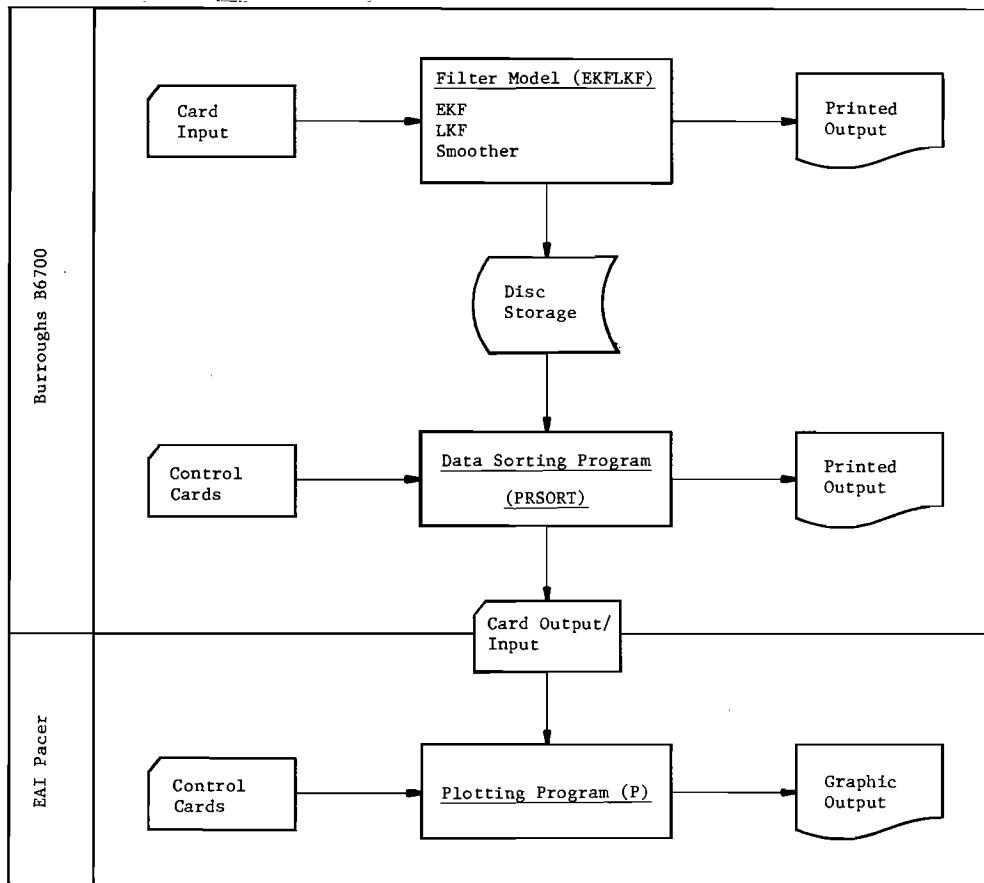 Burroughs B6700
Card
Input
Filter Model (EKFLKF)
EKF
LKF
Smoother
Printed
Output
Disc
Storage
Control
Cards
Data Sorting Program
(PRSORT)
Printed
Output
Card Output/
Input
EAI Pacer
Control
Cards
Plotting Program (P)
Graphic
Output